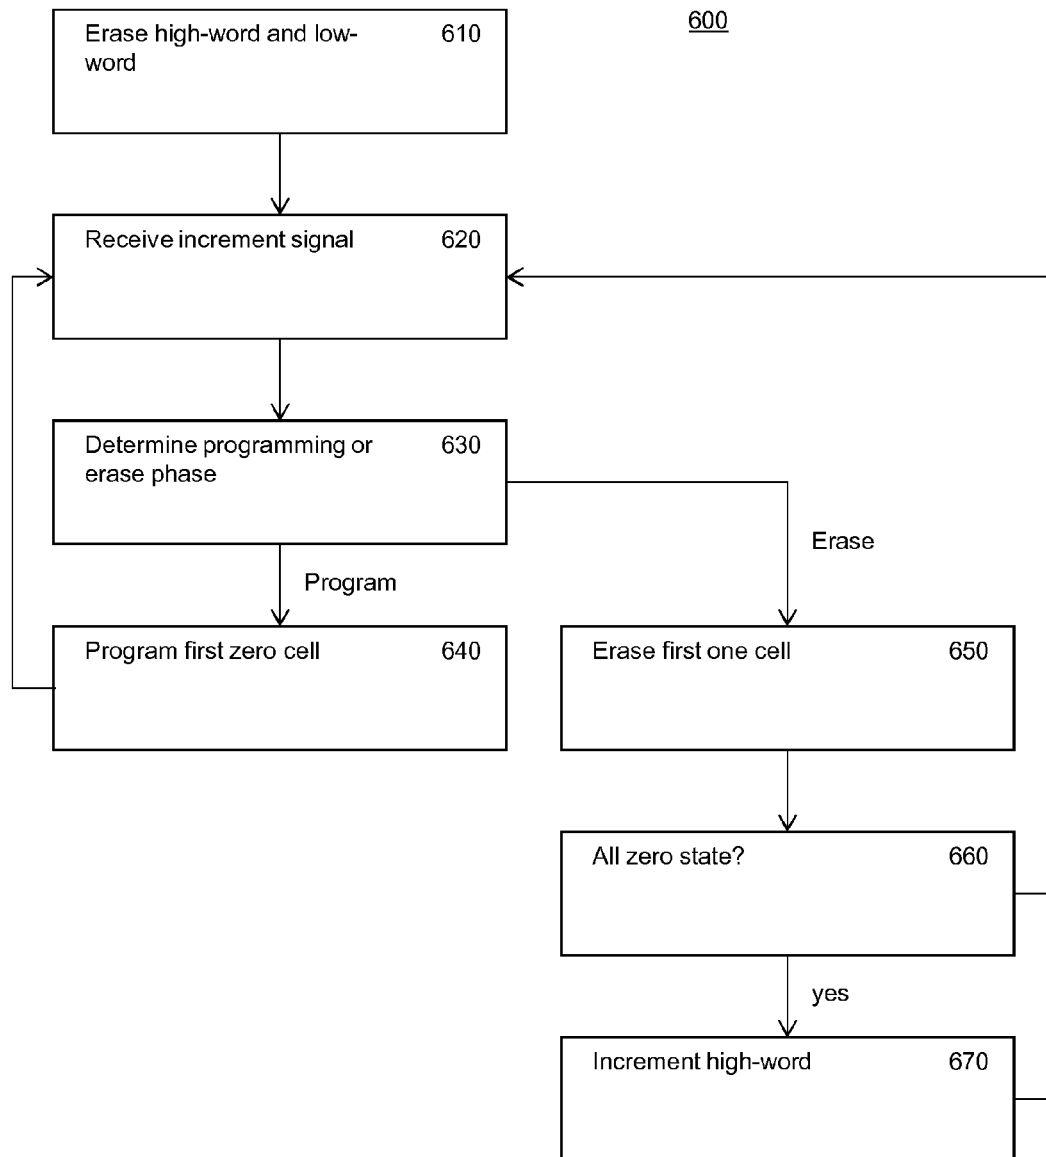 600
Erase high-word and low-
word
610
Receive increment signal
620
Determine programming or
erase phase
630
Erase
Program
Program first zero cell
640
Erase first one cell
650
All zero state?
660
yes
Increment high-word
670